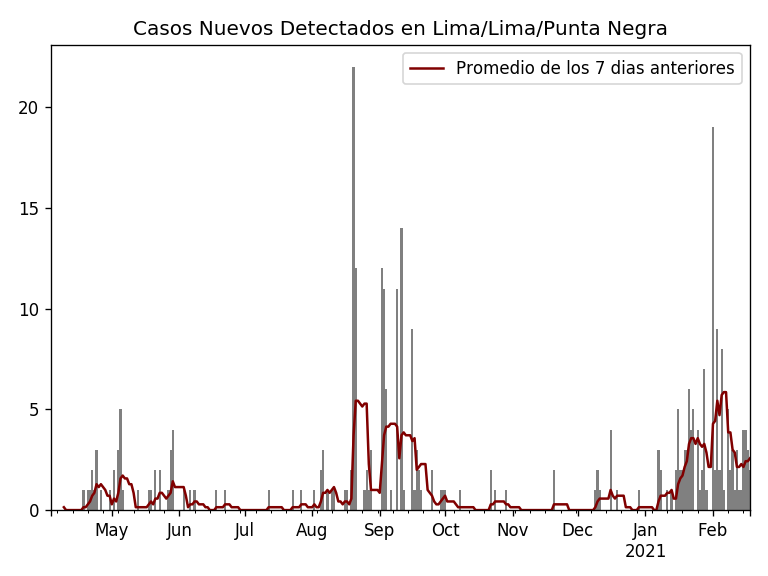 Casos Nuevos Detectados en Lima/Lima/Punta Negra
Promedio de los 7 dias anteriores
20
15
10
5
0
May Jun Jul Aug Sep Oct Nov Dec Jan Feb
2021